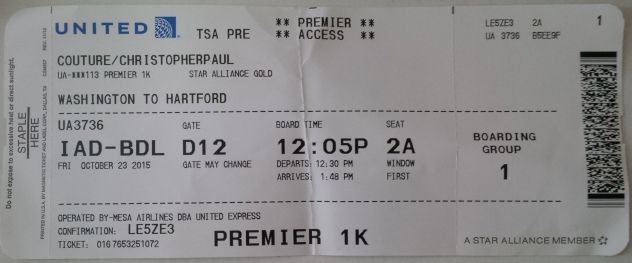 UNITED
TSA PRE
** PREMIER **
** ACCESS **
LE5ZE3 2A
UA 3736 B5EE9F
1
COUTURE/CHRISTOPHERPAUL
UA-***113 PREMIER 1K STAR ALLIANCE GOLD
WASHINGTON TO HARTFORD
UA3736 GATE BOARD TIME SEAT
IAD-BDL D12 12:05P 2A
FRI OCTOBER 23 2015 GATE MAY CHANGE DEPARTS: 12:30 PM WINDOW
ARRIVES: 1:48 PM FIRST
BOARDING
GROUP
1
OPERATED BY-MESA AIRLINES DBA UNITED EXPRESS
CONFIRMATION: LE5ZE3
TICKET: 016 7653251072
PREMIER 1K
A STAR ALLIANCE MEMBER
STAPLE
HERE
Do not expose to excessive heat or direct sunlight.